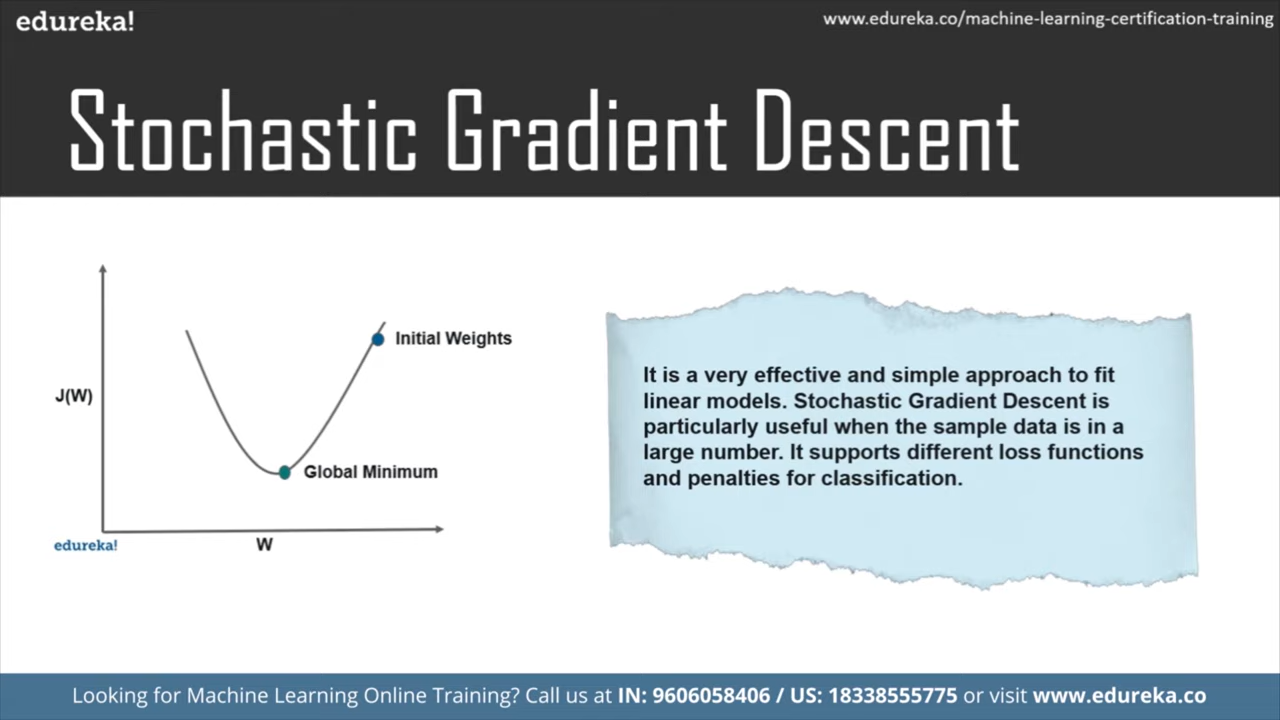 edureka!
www.edureka.co/machine-learning-certification-training
Stochastic Gradient Descent
J(W)
Initial Weights
Global Minimum
edureka!
W
It is a very effective and simple approach to fit
linear models. Stochastic Gradient Descent is
particularly useful when the sample data is in a
large number. It supports different loss functions
and penalties for classification.
Looking for Machine Learning Online Training? Call us at IN: 9606058406 / US: 18338555775 or visit www.edureka.co